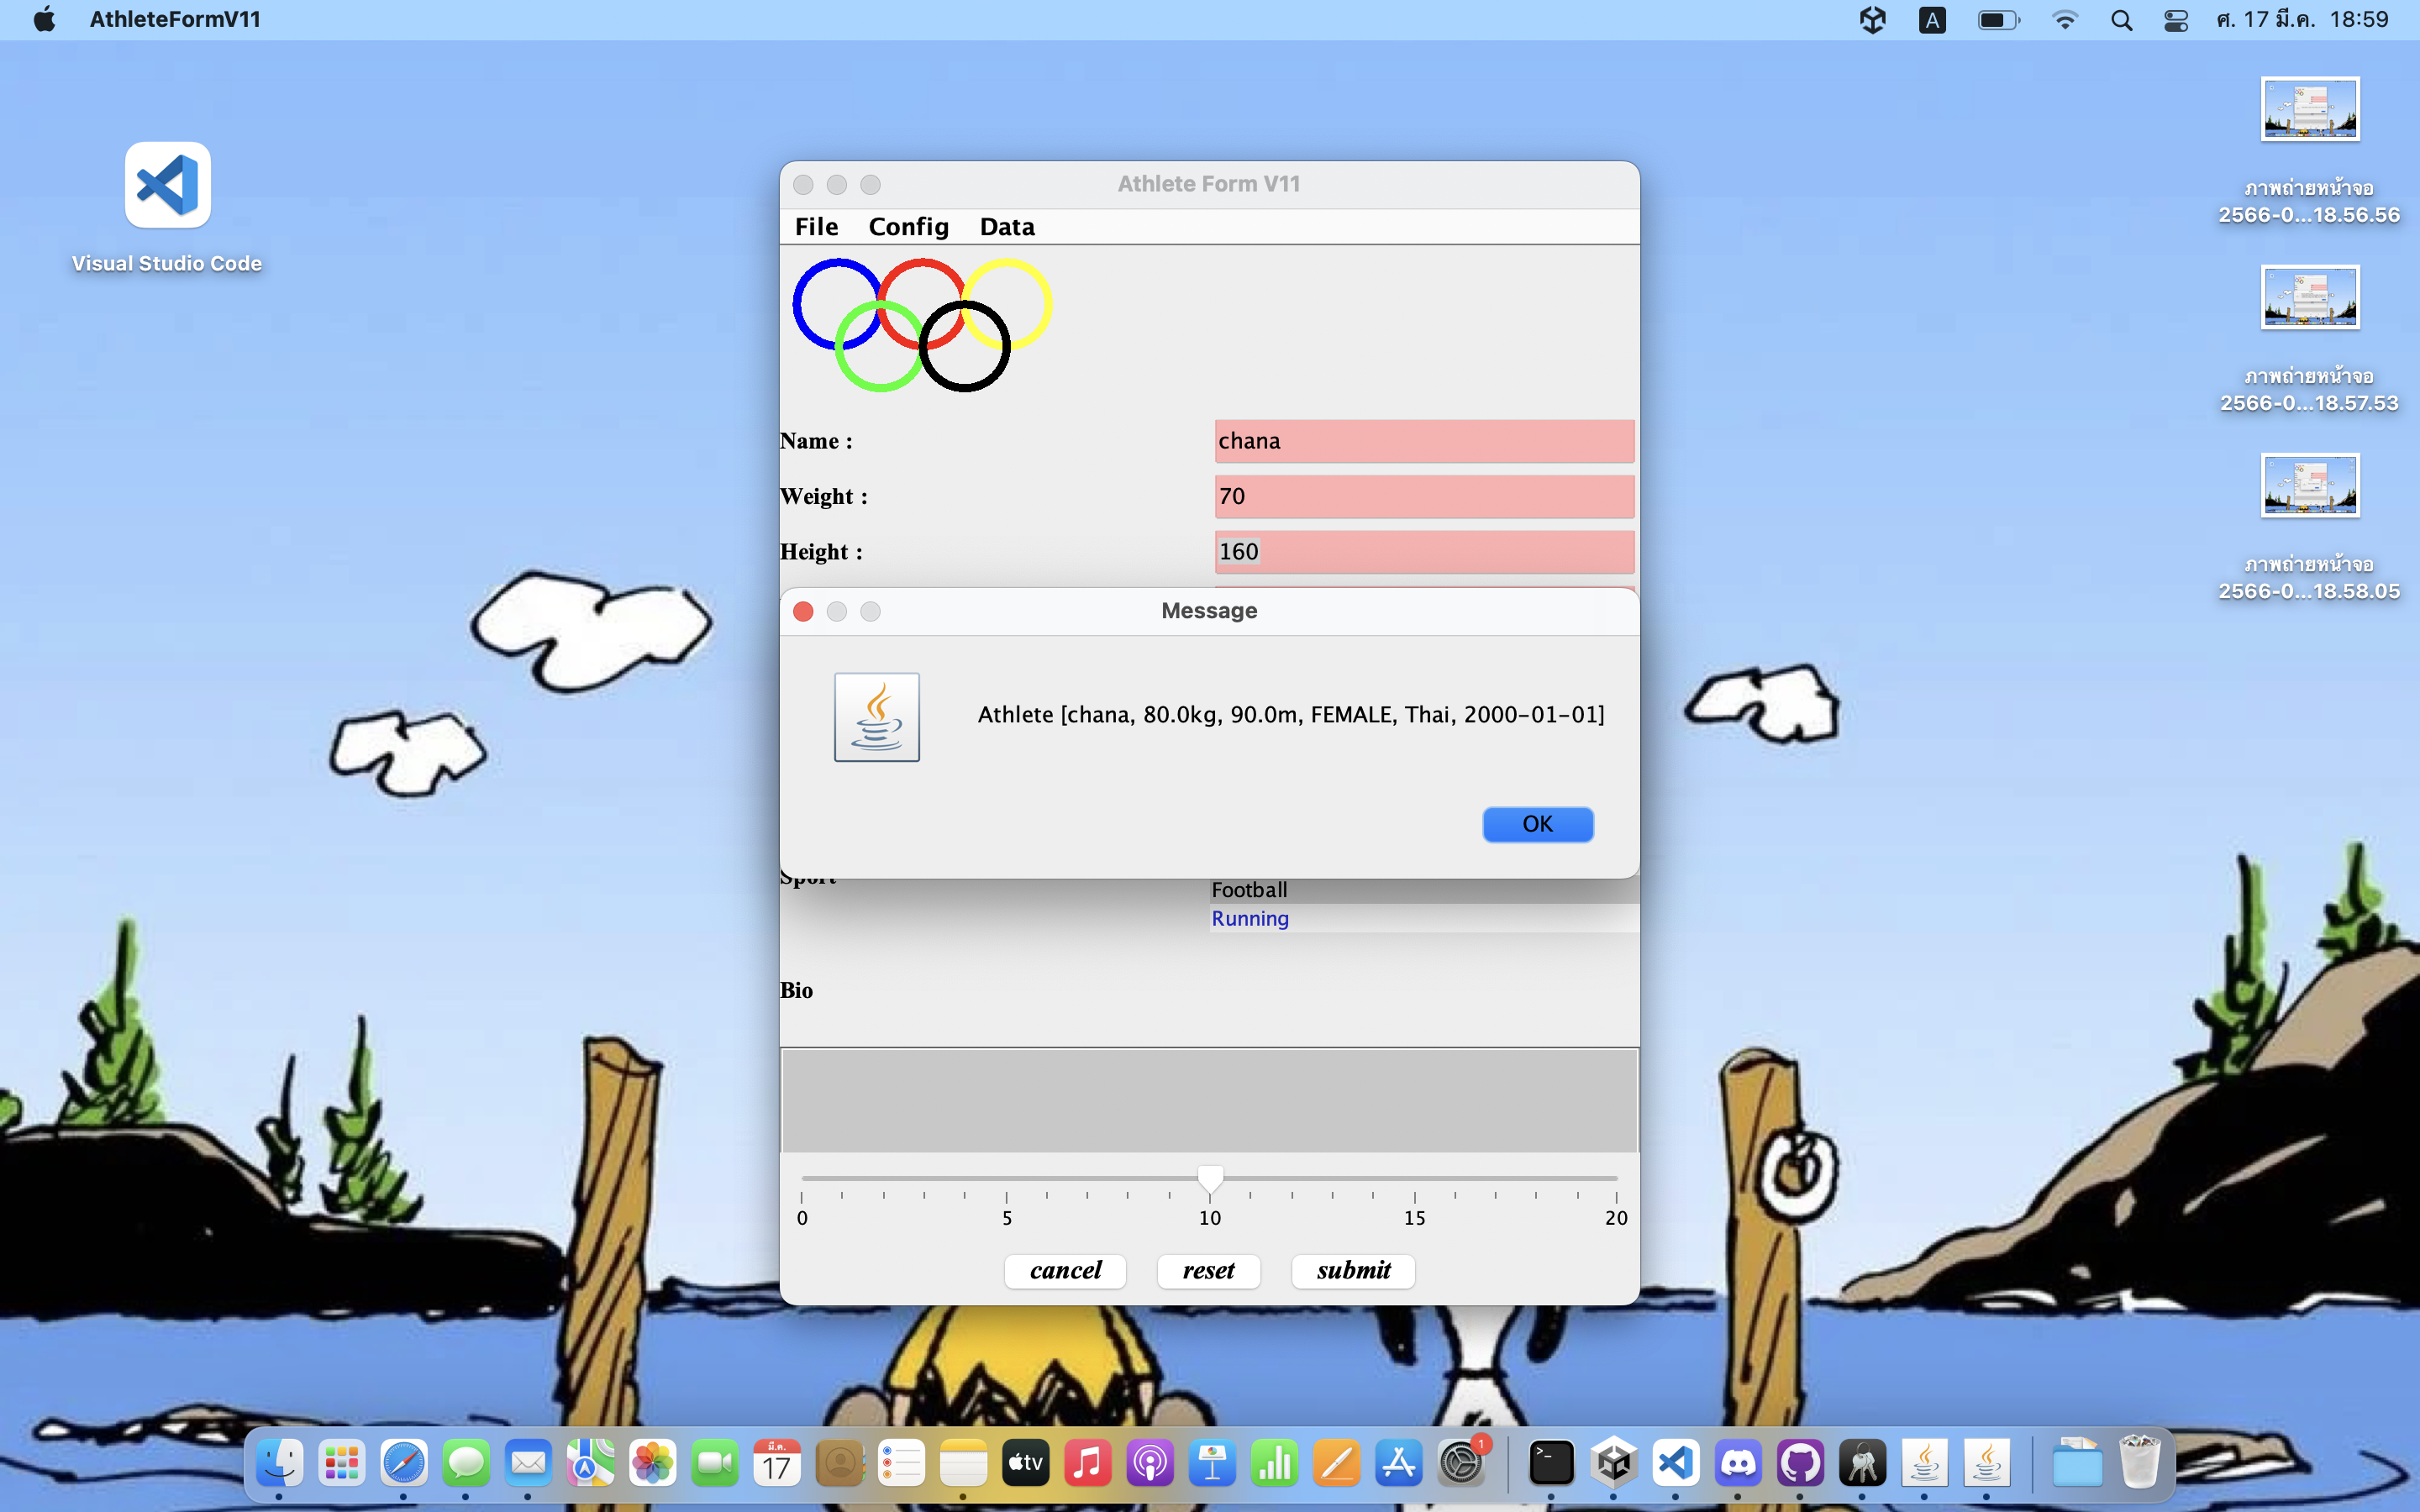 AthleteFormV11
A
ศ. 17 มี.ค. 18:59
Visual Studio Code
ภาพถ่ายหน้าจอ
2566-0...18.56.56
ภาพถ่ายหน้าจอ
2566-0...18.57.53
ภาพถ่ายหน้าจอ
2566-0...18.58.05
Athlete Form V11
File Config Data
Name : chana
Weight : 70
Height : 160
Message
Athlete [chana, 80.0kg, 90.0m, FEMALE, Thai, 2000-01-01]
OK
Sport
Football
Running
Bio
0 5 10 15 20
cancel reset submit
มี.ค.
17
tv
1
>_